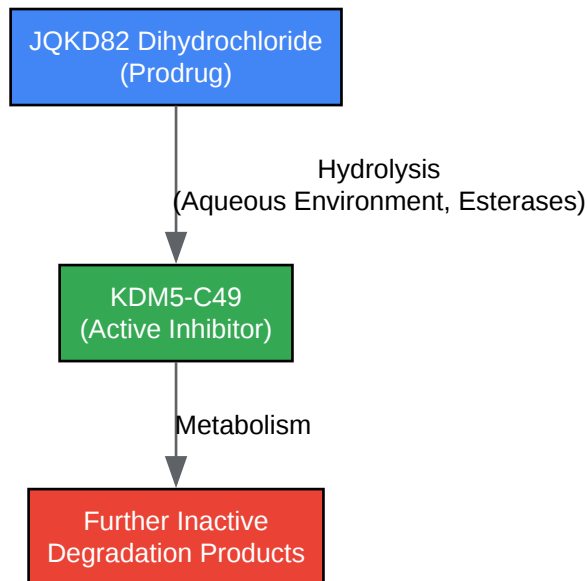 JQKD82 Dihydrochloride
(Prodrug)
Hydrolysis
(Aqueous Environment, Esterases)
KDM5-C49
(Active Inhibitor)
Metabolism
Further Inactive
Degradation Products